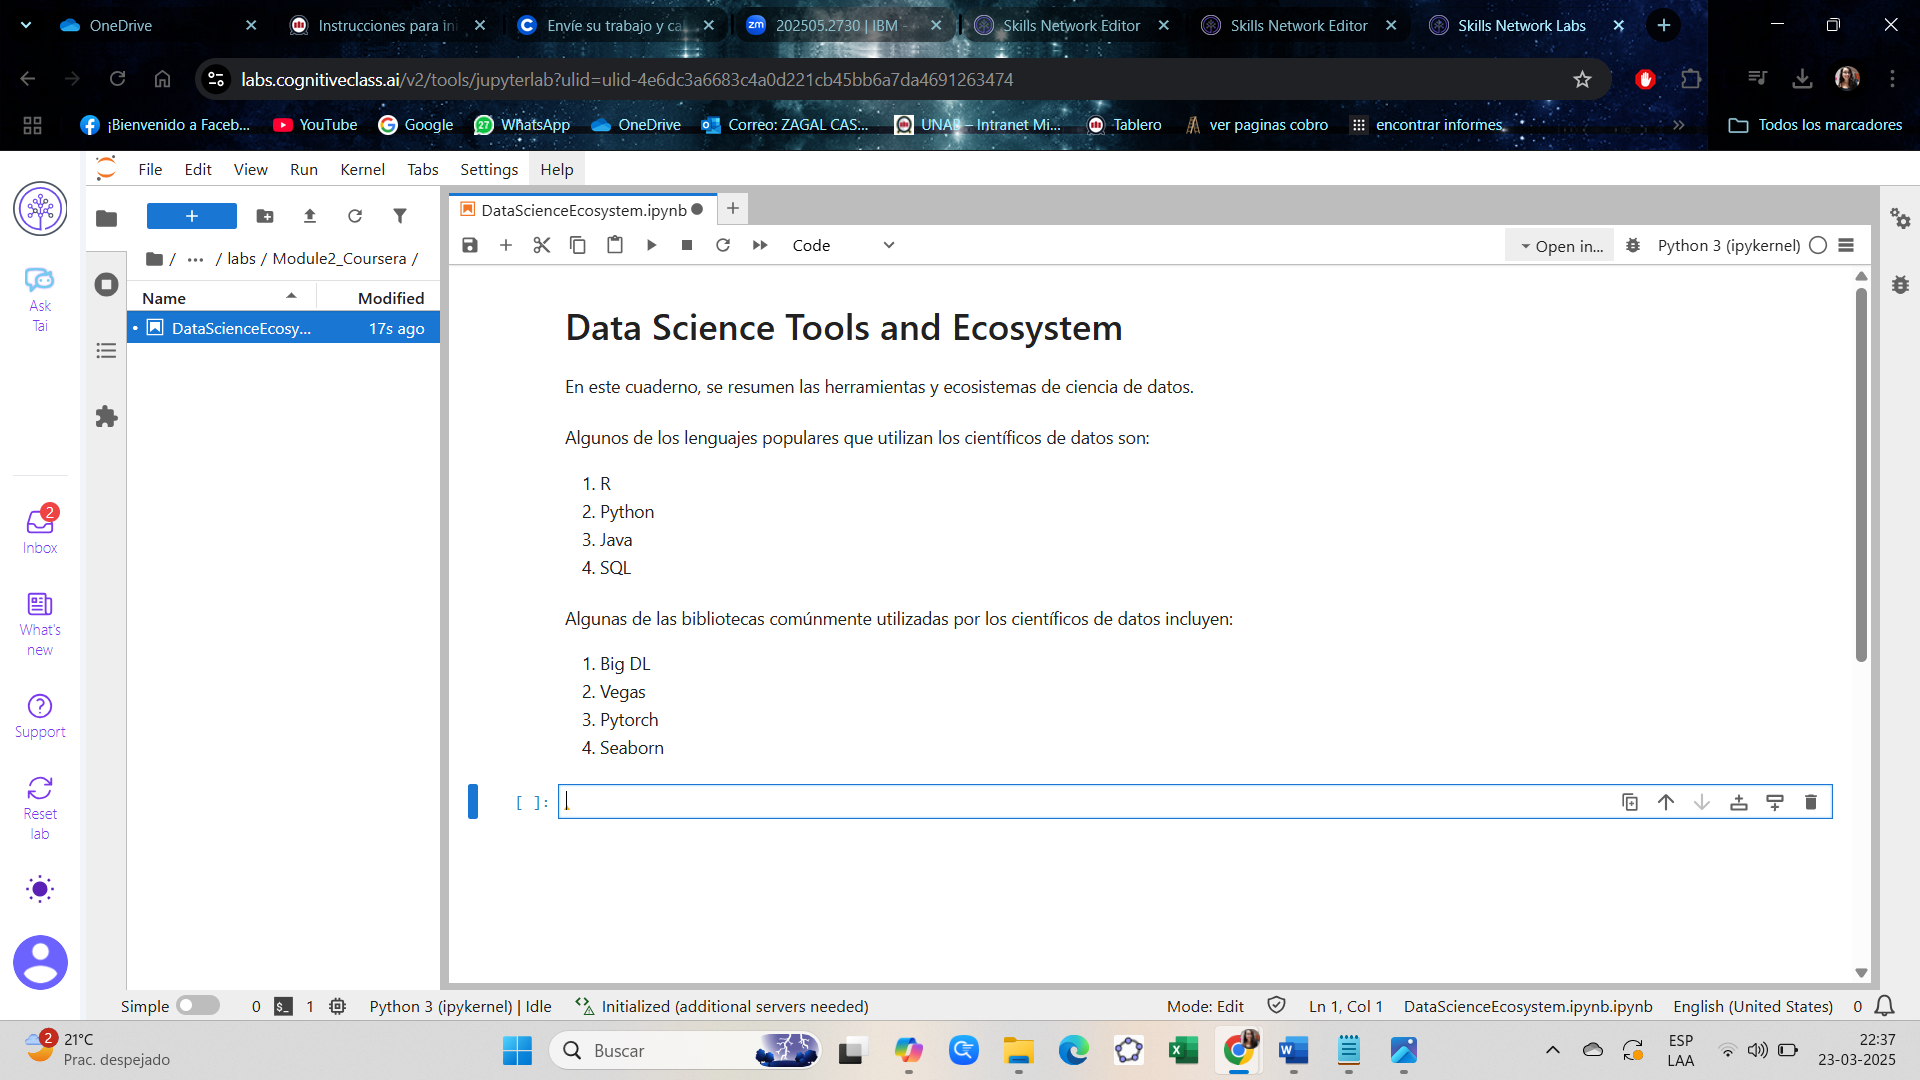 OneDrive
Instrucciones para ini
Envíe su trabajo y ca
zm 202505.2730 | IBM -
Skills Network Editor
Skills Network Editor
Skills Network Labs
labs.cognitiveclass.ai/v2/tools/jupyterlab?ulid=ulid-4e6dc3a6683c4a0d221cb45bb6a7da4691263474
¡Bienvenido a Faceb...
YouTube
Google
27 WhatsApp
OneDrive
Correo: ZAGAL CAS:...
UNAB – Intranet Mi...
Tablero
ver paginas cobro
encontrar informes
»
Todos los marcadores
File Edit View Run Kernel Tabs Settings Help
DataScienceEcosystem.ipynb
Code
Open in...
Python 3 (ipykernel)
/ ... / labs / Module2_Coursera /
Name Modified
DataScienceEcosy... 17s ago
Ask
Tai
2
Inbox
What's
new
Support
Reset
lab
Data Science Tools and Ecosystem
En este cuaderno, se resumen las herramientas y ecosistemas de ciencia de datos.
Algunos de los lenguajes populares que utilizan los científicos de datos son:
1. R
2. Python
3. Java
4. SQL
Algunas de las bibliotecas comúnmente utilizadas por los científicos de datos incluyen:
1. Big DL
2. Vegas
3. Pytorch
4. Seaborn
[ ]:
Simple 0 $_ 1 Python 3 (ipykernel) | Idle Initialized (additional servers needed) Mode: Edit Ln 1, Col 1 DataScienceEcosystem.ipynb.ipynb English (United States) 0
2
21°C
Prac. despejado
Buscar
ESP
LAA
22:37
23-03-2025